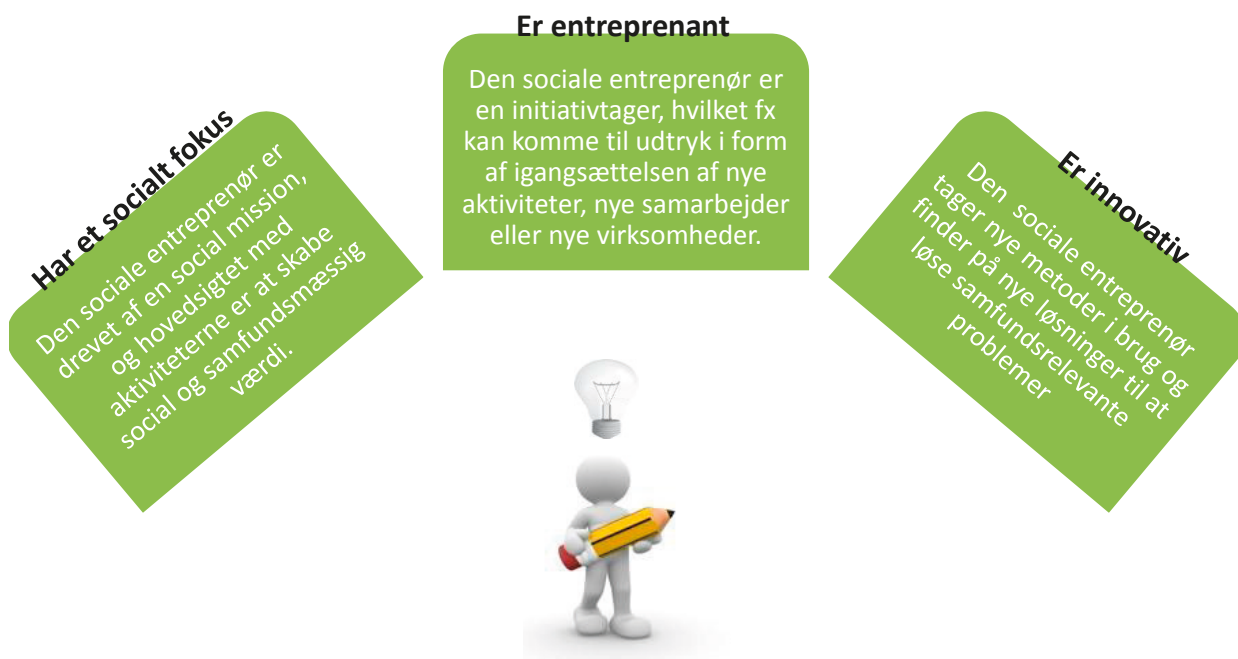 Har et socialt fokus
Den sociale entreprenør er
drevet af en social mission,
og hovedsigtet med
aktiviteterne er at skabe
social og samfundsmæssig
værdi.
Er entreprenant
Den sociale entreprenør er
en initiativtager, hvilket fx
kan komme til udtryk i form
af igangsættelsen af nye
aktiviteter, nye samarbejder
eller nye virksomheder.
Er innovativ
Den sociale entreprenør
tager nye metoder i brug og
finder på nye løsninger til at
løse samfundsrelevante
problemer